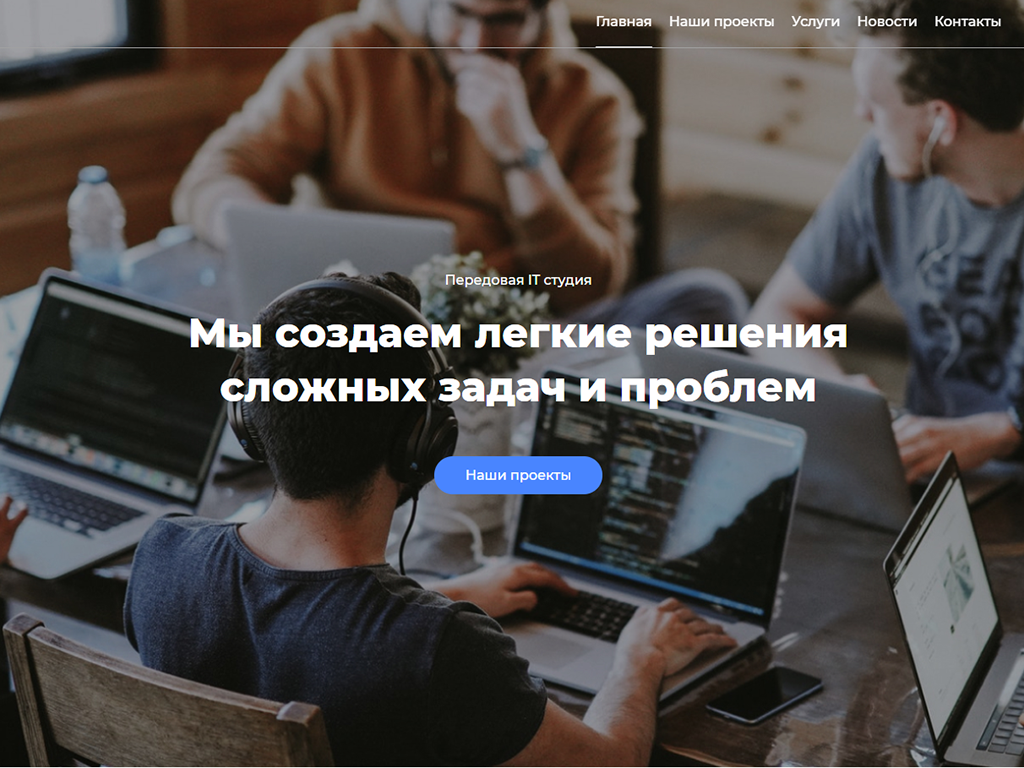 Главная Наши проекты Услуги Новости Контакты
Передовая IT студия
Мы создаем легкие решения
сложных задач и проблем
Наши проекты